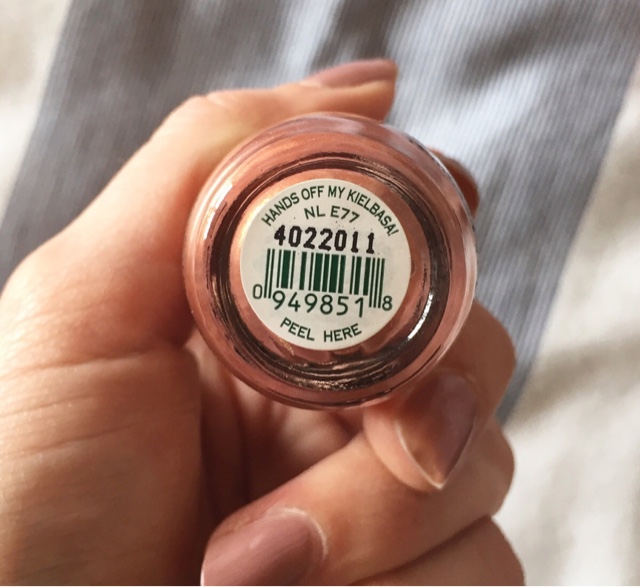 HANDS OFF MY KIELBASA!
NL E77
4022011
0 949851 8
PEEL HERE